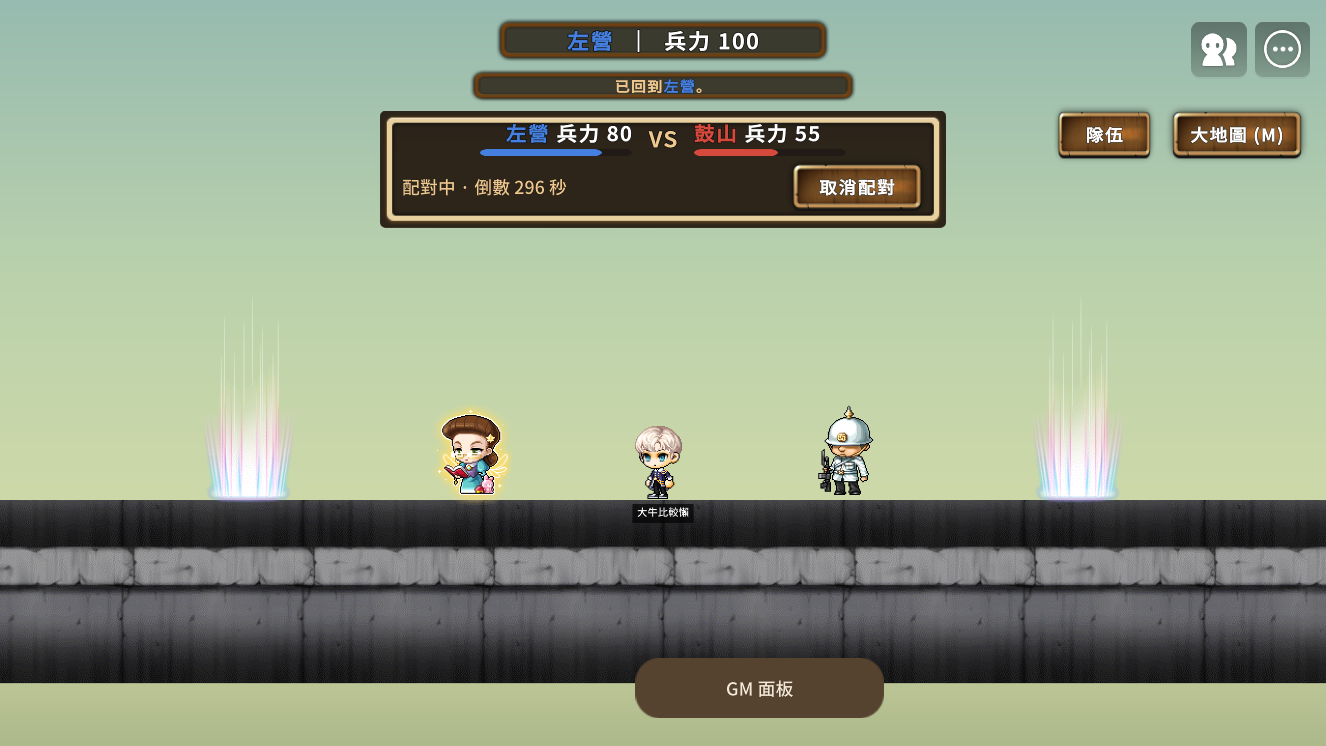 左營 | 兵力 100
已回到左營。
左營 兵力 80 VS 鼓山 兵力 55
配對中 · 倒數 296 秒
取消配對
隊伍
大地圖 (M)
大牛比較懶
GM 面板